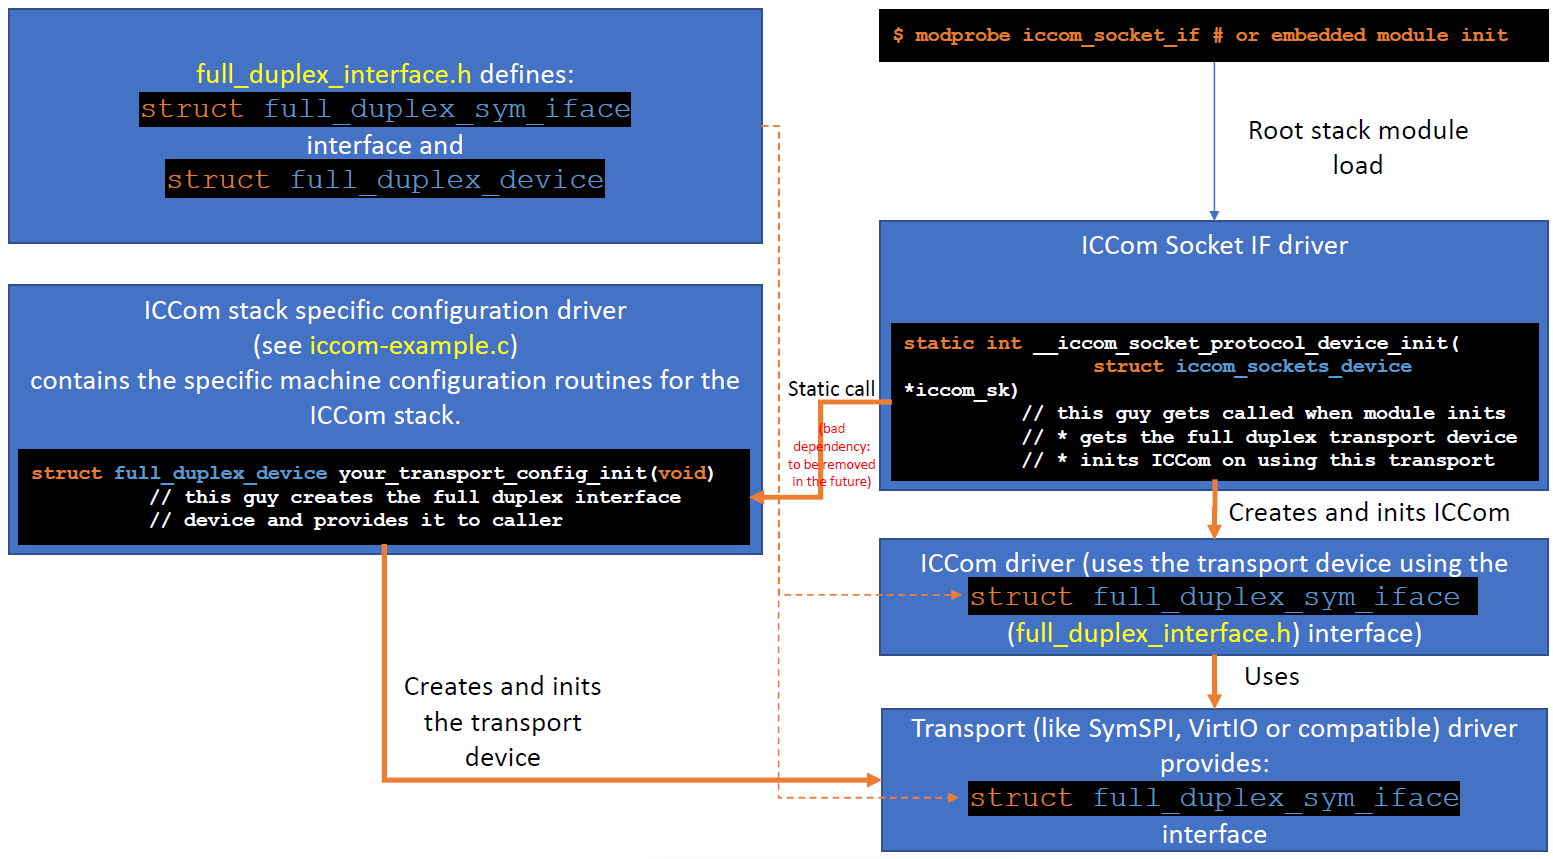 full_duplex_interface.h defines:
struct full_duplex_sym_iface
interface and
struct full_duplex_device
$ modprobe iccom_socket_if # or embedded module init
Root stack module
load
ICCom Socket IF driver
static int __iccom_socket_protocol_device_init(
struct iccom_sockets_device
*iccom_sk)
// this guy gets called when module inits
// * gets the full duplex transport device
// * inits ICCom on using this transport
ICCom stack specific configuration driver
(see iccom-example.c)
contains the specific machine configuration routines for the
ICCom stack.
struct full_duplex_device your_transport_config_init(void)
// this guy creates the full duplex interface
// device and provides it to caller
Static call
(bad
dependency:
to be removed
in the future)
Creates and inits ICCom
ICCom driver (uses the transport device using the
struct full_duplex_sym_iface
(full_duplex_interface.h) interface)
Uses
Creates and inits
the transport
device
Transport (like SymSPI, VirtIO or compatible) driver
provides:
struct full_duplex_sym_iface
interface